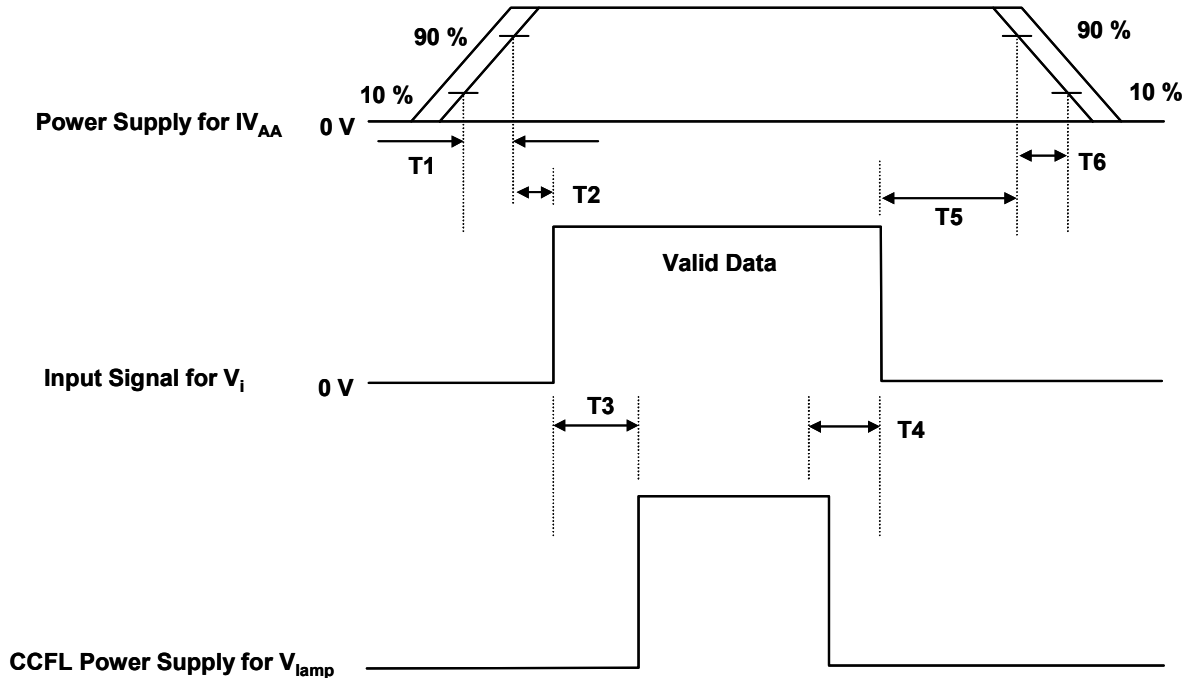 90 %
90 %
10 %
10 %
Power Supply for IVAA
0 V
T1
T6
T2
T5
Valid Data
Input Signal for Vi
0 V
T3
T4
CCFL Power Supply for Vlamp